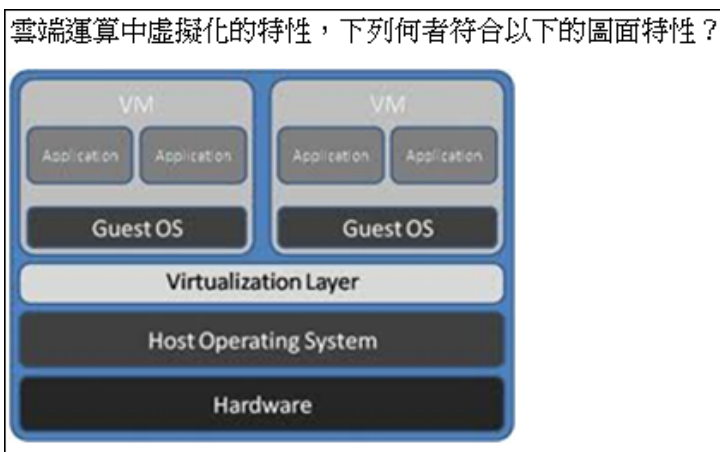 雲端運算中虛擬化的特性，下列何者符合以下的圖面特性？
VM VM
Application Application Application Application
Guest OS Guest OS
Virtualization Layer
Host Operating System
Hardware